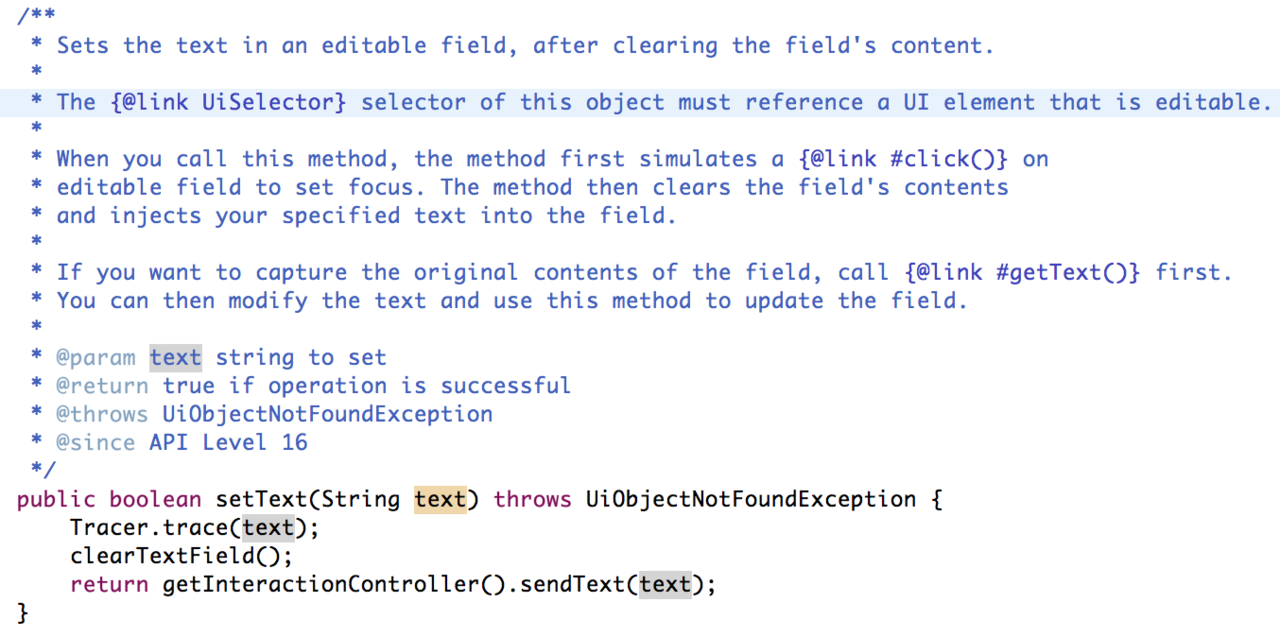 /**
 * Sets the text in an editable field, after clearing the field's content.
 *
 * The {@link UiSelector} selector of this object must reference a UI element that is editable.
 *
 * When you call this method, the method first simulates a {@link #click()} on
 * editable field to set focus. The method then clears the field's contents
 * and injects your specified text into the field.
 *
 * If you want to capture the original contents of the field, call {@link #getText()} first.
 * You can then modify the text and use this method to update the field.
 *
 * @param text string to set
 * @return true if operation is successful
 * @throws UiObjectNotFoundException
 * @since API Level 16
 */
public boolean setText(String text) throws UiObjectNotFoundException {
    Tracer.trace(text);
    clearTextField();
    return getInteractionController().sendText(text);
}